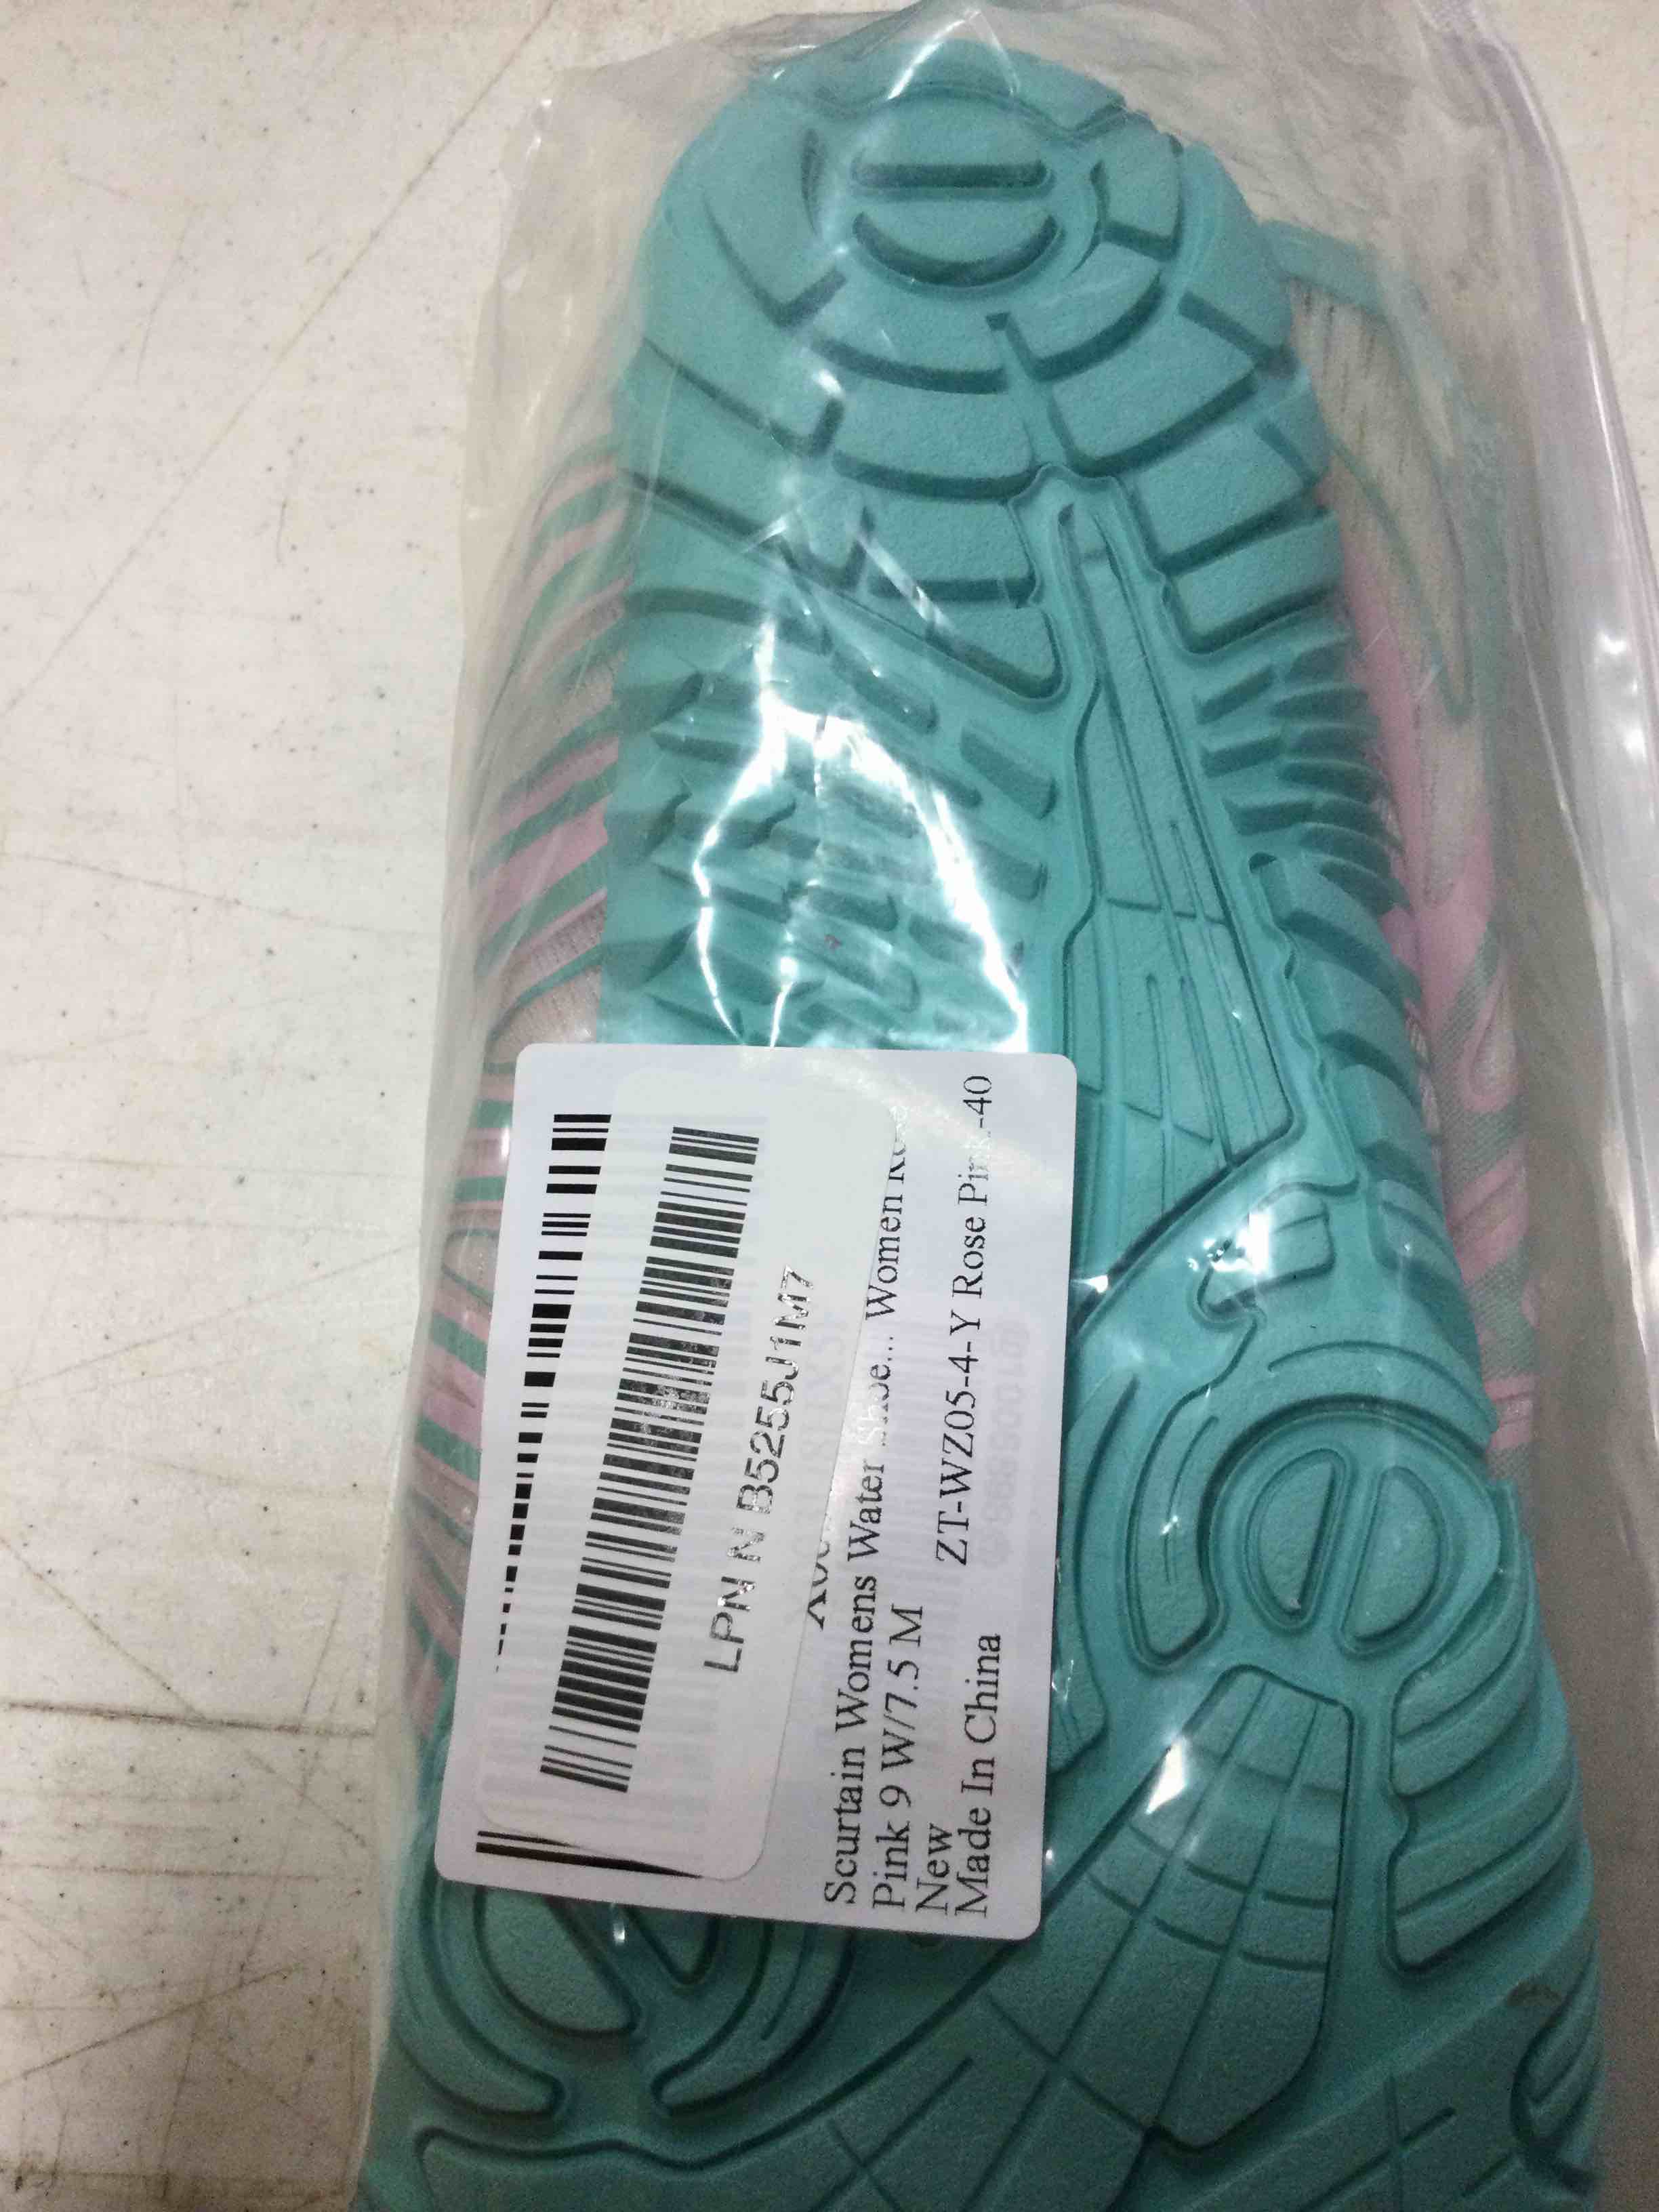 LPN N B5255J1M7
Scurtain Womens Water Shoe... Women
Pink 9 W/7.5 M
New ZT-WZ05-4-Y Rose Pink-40
Made In China